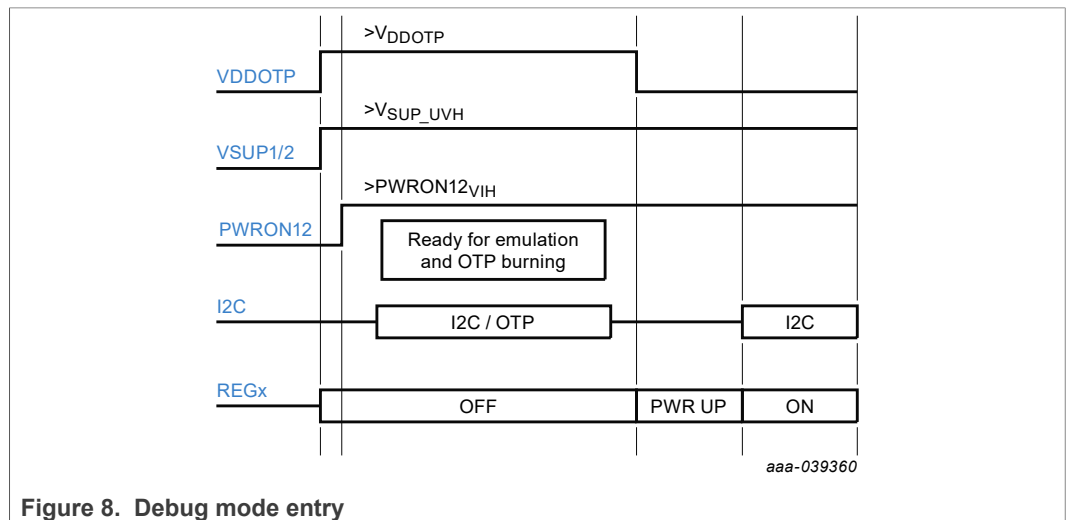 >VDDOTP
VDDOTP
>VSUP_UVH
VSUP1/2
>PWRON12VIH
PWRON12
Ready for emulation
and OTP burning
I2C
I2C / OTP
I2C
REGx
OFF
PWR UP
ON
aaa-039360
Figure 8. Debug mode entry